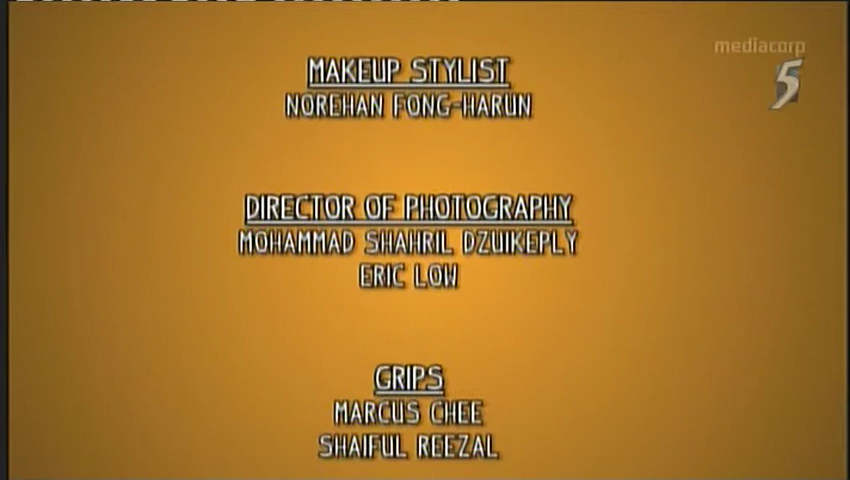 mediacorp
5
MAKEUP STYLIST
NOREHAN FONG-HARUN
DIRECTOR OF PHOTOGRAPHY
MOHAMMAD SHAHRIL DZUIKEPLY
ERIC LOW
GRIPS
MARCUS CHEE
SHAIFUL REEZAL